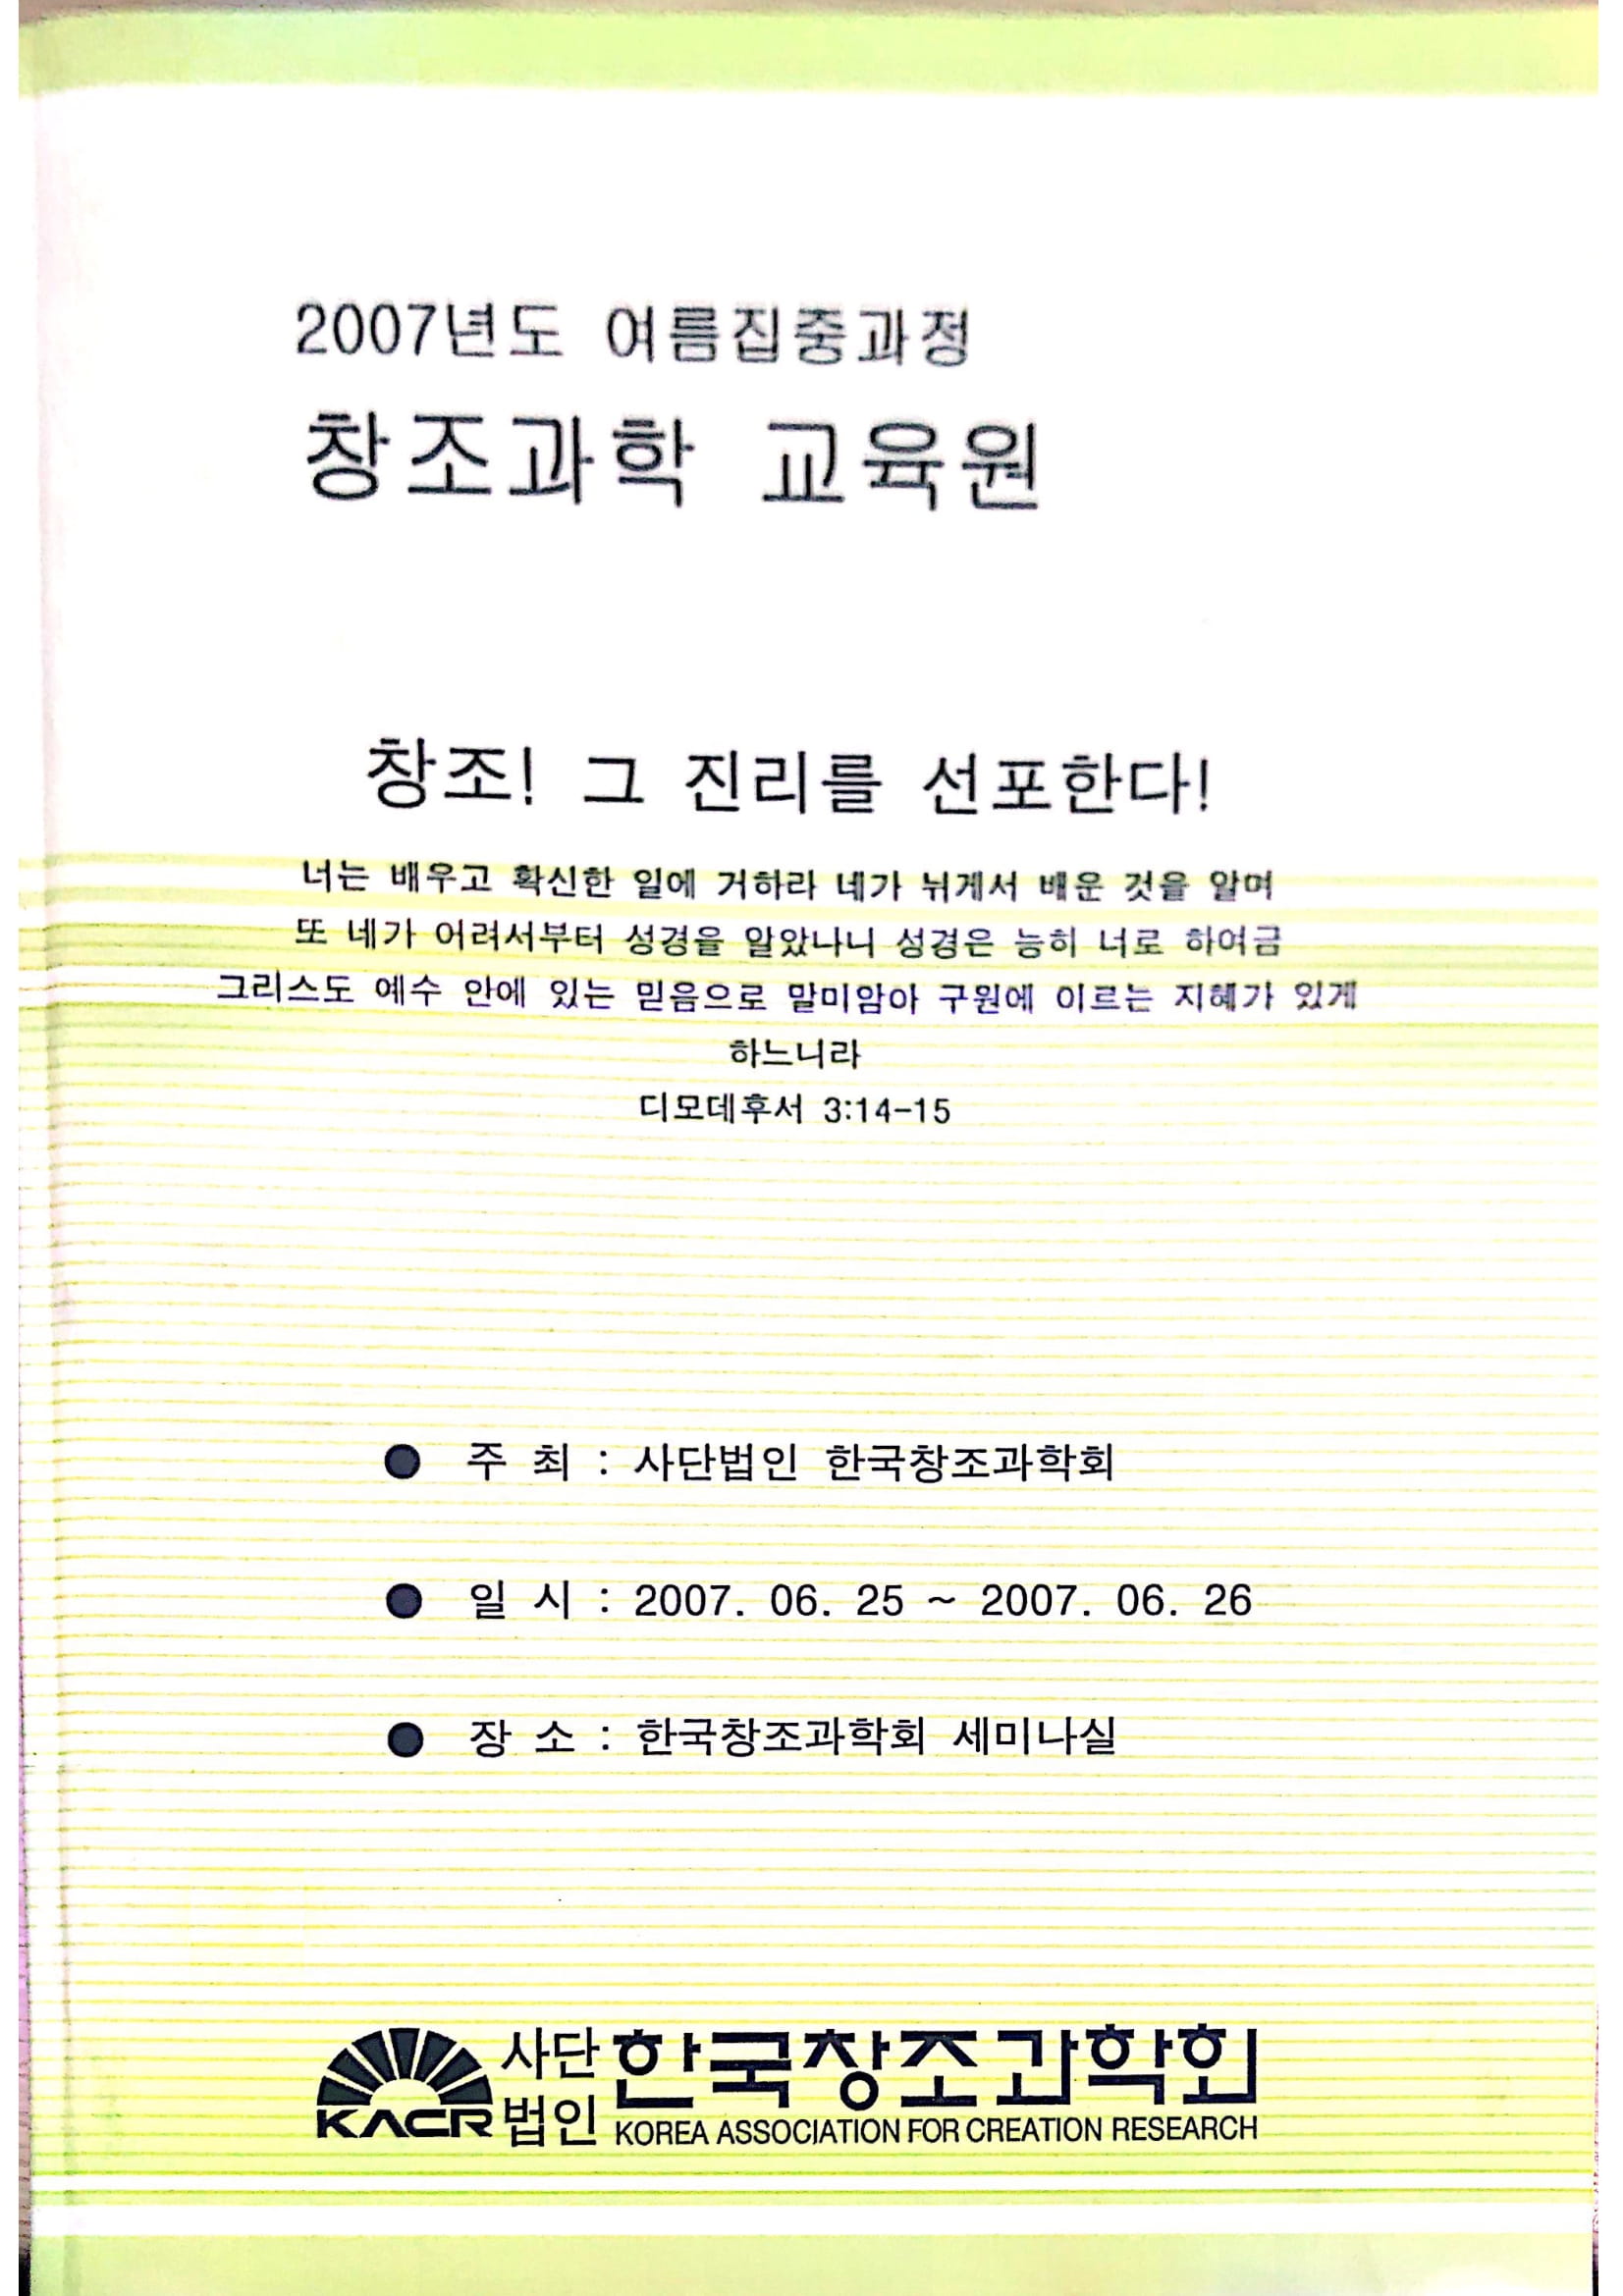 2007년도 여름집중과정
창조과학 교육원
창조! 그 진리를 선포한다!
너는 배우고 확신한 일에 거하라 네가 뉘게서 배운 것을 알며
또 네가 어려서부터 성경을 알았나니 성경은 능히 너로 하여금
그리스도 예수 안에 있는 믿음으로 말미암아 구원에 이르는 지혜가 있게
하느니라
디모데후서 3:14-15
● 주 최 : 사단법인 한국창조과학회
● 일 시 : 2007. 06. 25 ~ 2007. 06. 26
● 장 소 : 한국창조과학회 세미나실
KACR 사단법인 한국창조과학회
KOREA ASSOCIATION FOR CREATION RESEARCH